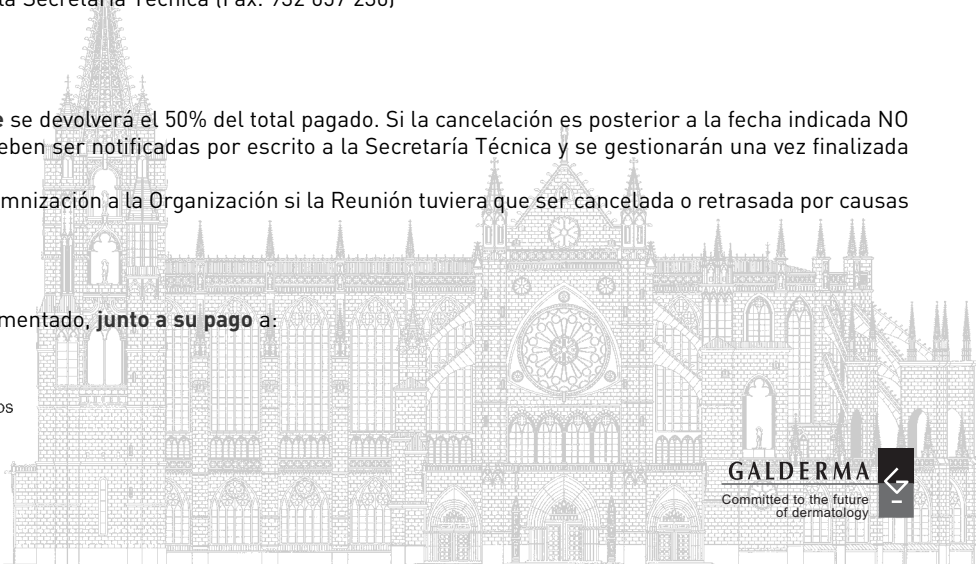 la Secretaría Técnica (Fax: 932 057 230)
e se devolverá el 50% del total pagado. Si la cancelación es posterior a la fecha indicada NO
eben ser notificadas por escrito a la Secretaría Técnica y se gestionarán una vez finalizada
mnización a la Organización si la Reunión tuviera que ser cancelada o retrasada por causas
mentado, junto a su pago a:
os
GALDERMA
Committed to the future
of dermatology